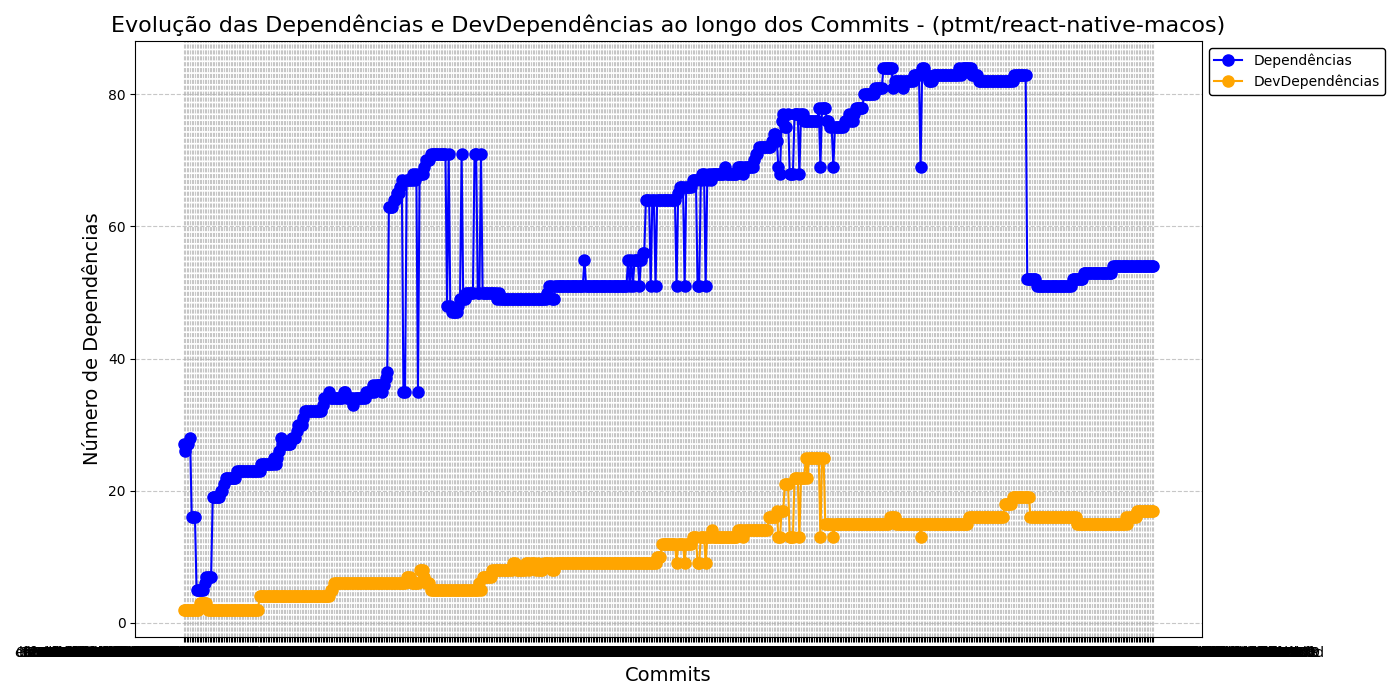 Evolução das Dependências e DevDependências ao longo dos Commits - (ptmt/react-native-macos)
Dependências
DevDependências
Número de Dependências
80
60
40
20
0
Commits